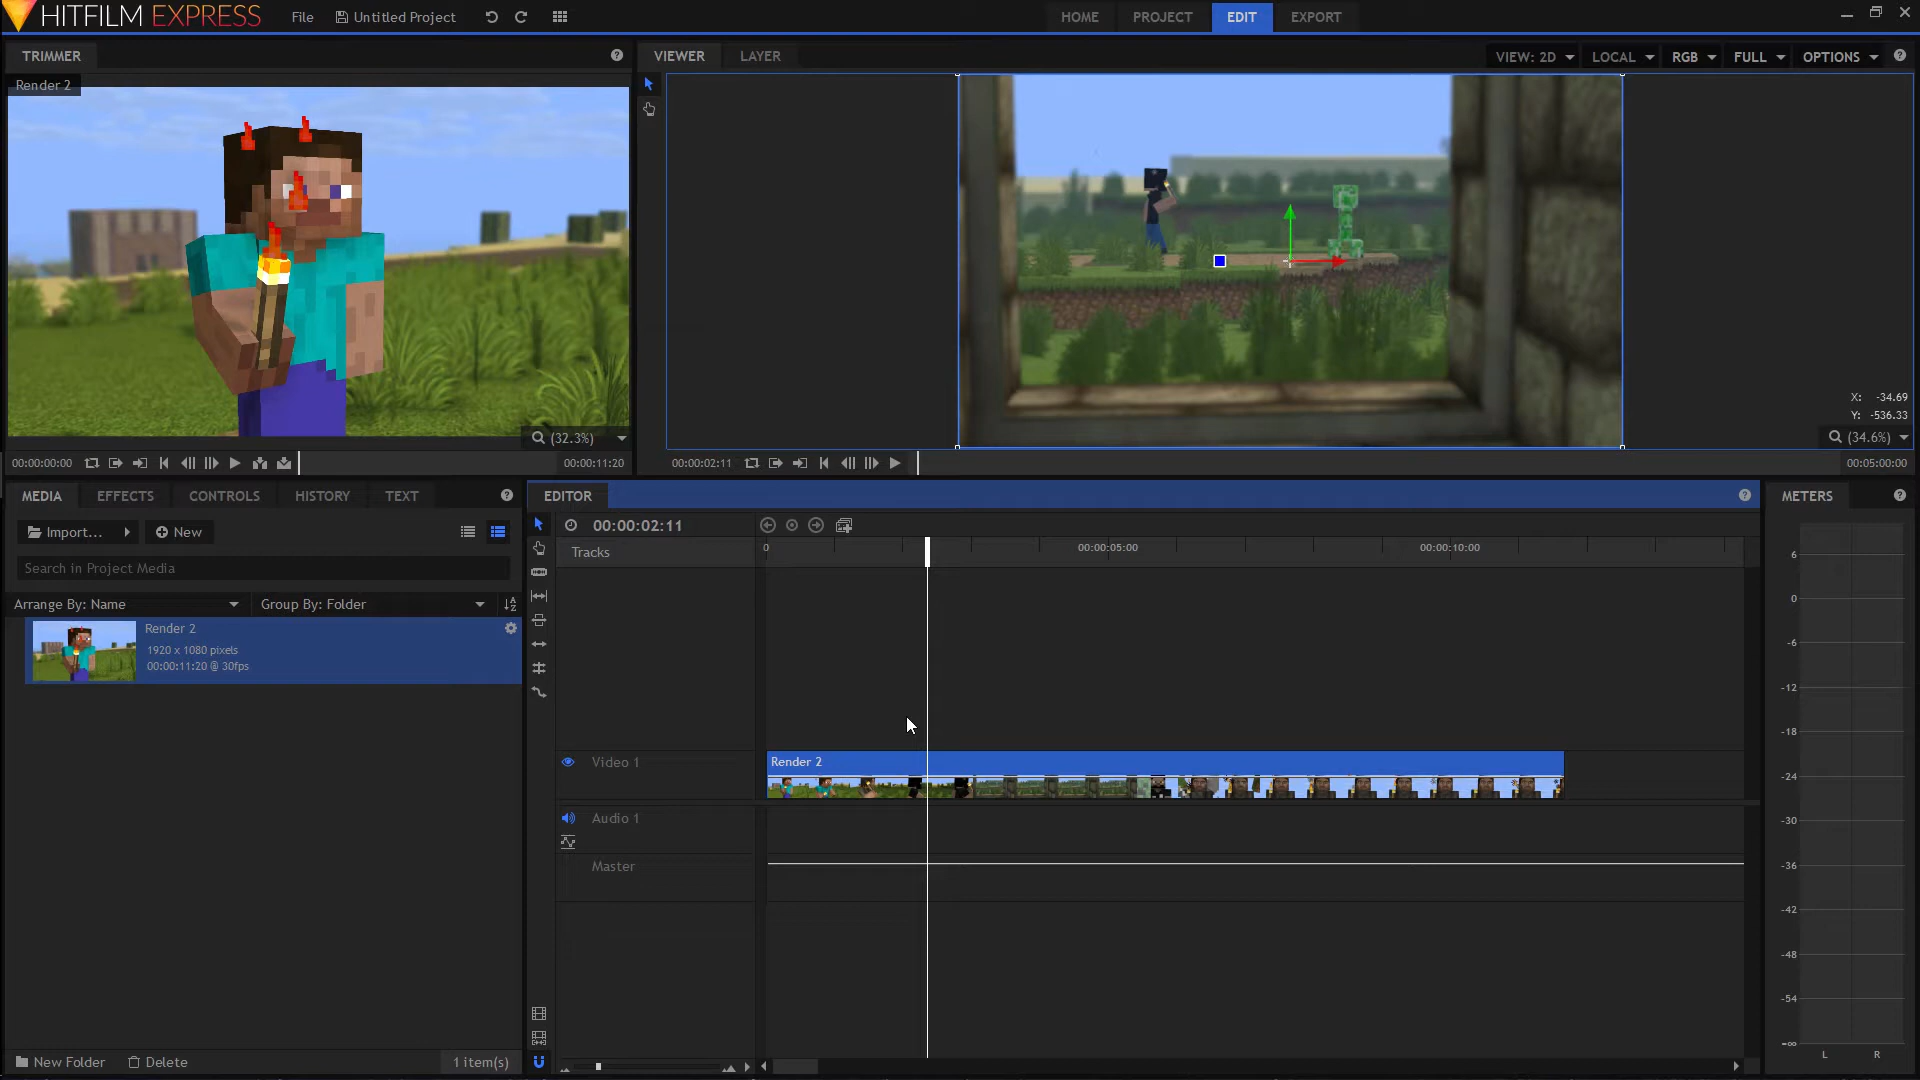 HITFILM EXPRESS File Untitled Project HOME PROJECT EDIT EXPORT
TRIMMER
Render 2
(32.3%)
00:00:00:00 00:00:11:20
VIEWER LAYER VIEW: 2D LOCAL RGB FULL OPTIONS
X: -34.69
Y: -536.33
(34.6%)
00:00:02:11 00:05:00:00
MEDIA EFFECTS CONTROLS HISTORY TEXT
Import... New
Search in Project Media
Arrange By: Name Group By: Folder
Render 2
1920 x 1080 pixels
00:00:11:20 @ 30fps
New Folder Delete 1 item(s)
EDITOR
00:00:02:11
Tracks 0 00:00:05:00 00:00:10:00
Video 1 Render 2
Audio 1
Master
METERS
6
0
-6
-12
-18
-24
-30
-36
-42
-48
-54
-∞
L R